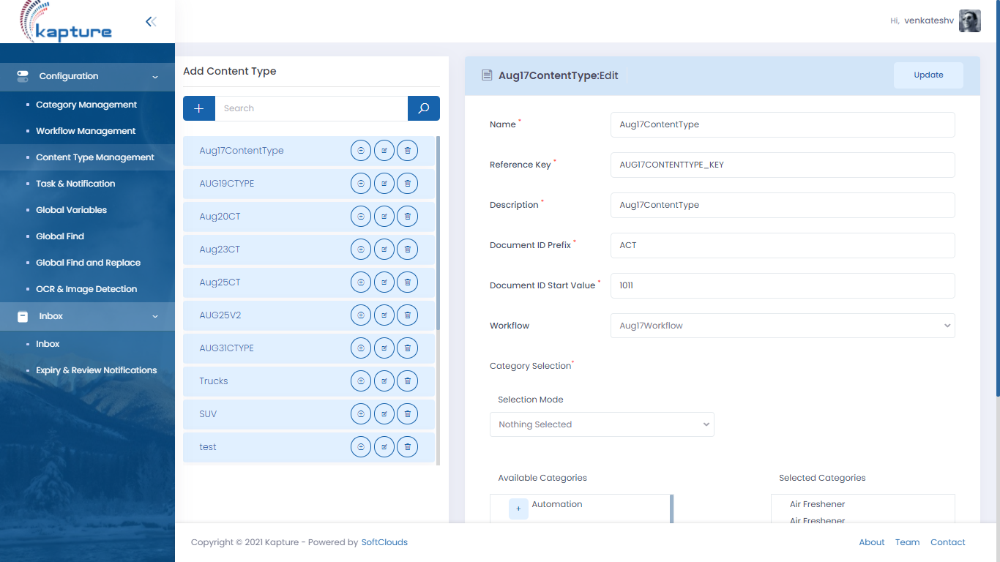 kapture
Hi, venkateshv
Configuration
Category Management
Workflow Management
Content Type Management
Task & Notification
Global Variables
Global Find
Global Find and Replace
OCR & Image Detection
Inbox
Inbox
Expiry & Review Notifications
Add Content Type
Search
Aug17ContentType
AUG19CTYPE
Aug20CT
Aug23CT
Aug25CT
AUG25V2
AUG31CTYPE
Trucks
SUV
test
Aug17ContentType:Edit
Update
Name * Aug17ContentType
Reference Key * AUG17CONTENTTYPE_KEY
Description * Aug17ContentType
Document ID Prefix * ACT
Document ID Start Value * 1011
Workflow Aug17Workflow
Category Selection*
Selection Mode
Nothing Selected
Available Categories
+ Automation
Selected Categories
Air Freshener
Air Freshener
Copyright © 2021 Kapture - Powered by SoftClouds
About Team Contact